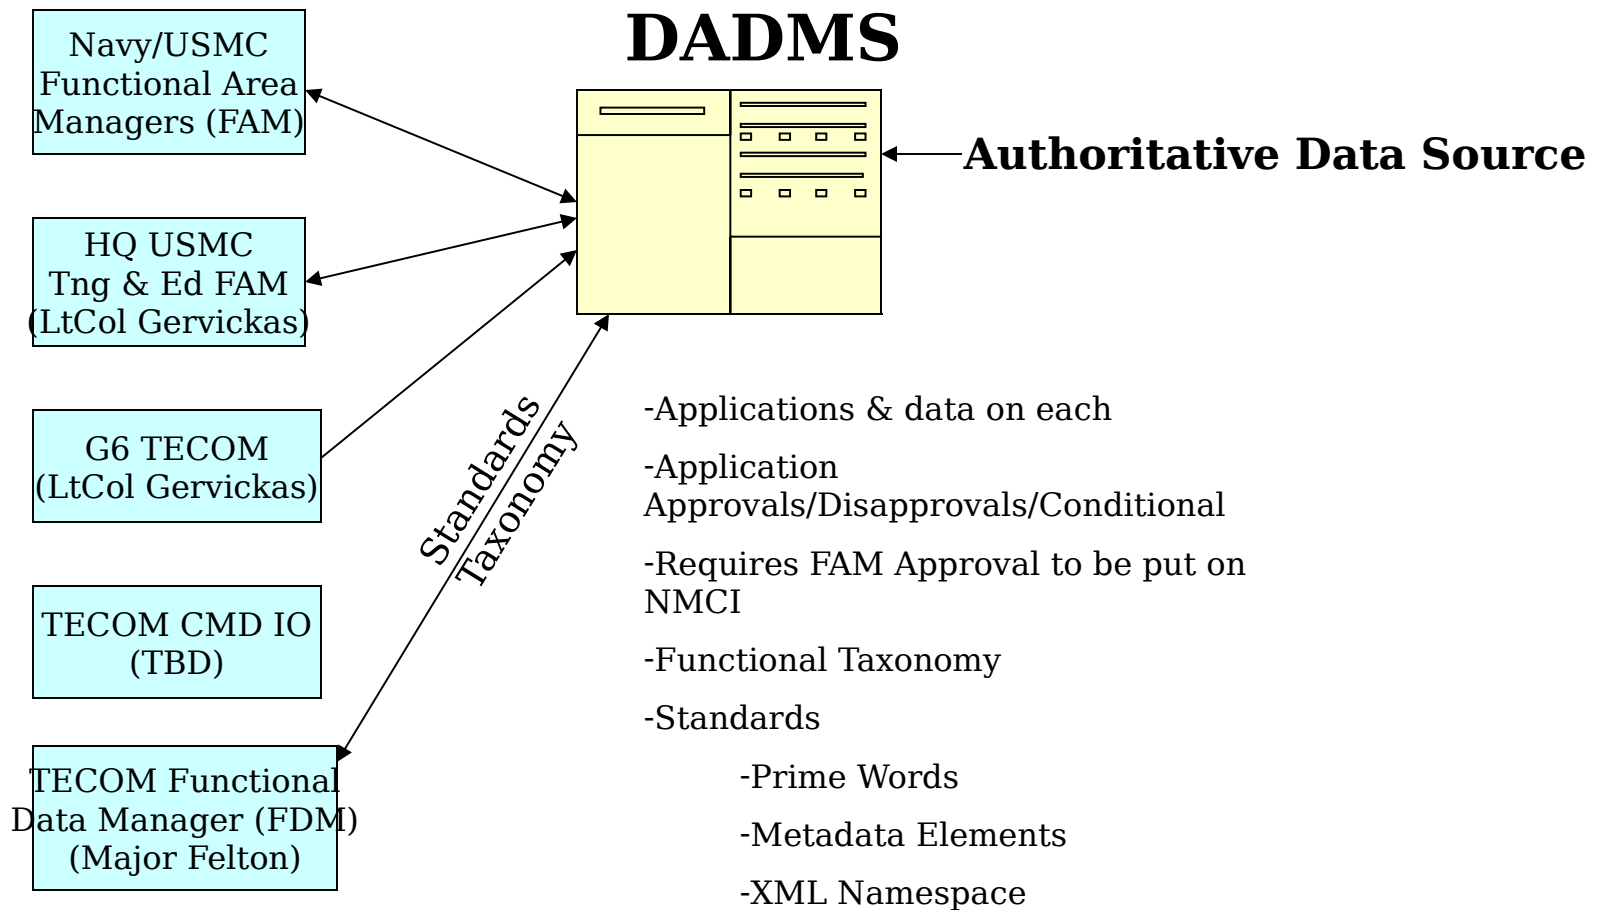 DADMS
Navy/USMC
Functional Area
Managers (FAM)
Authoritative Data Source
HQ USMC
Tng & Ed FAM
(LtCol Gervickas)
G6 TECOM
(LtCol Gervickas)
TECOM CMD IO
(TBD)
TECOM Functional
Data Manager (FDM)
(Major Felton)
Standards
Taxonomy
-Applications & data on each
-Application
Approvals/Disapprovals/Conditional
-Requires FAM Approval to be put on
NMCI
-Functional Taxonomy
-Standards
-Prime Words
-Metadata Elements
-XML Namespace